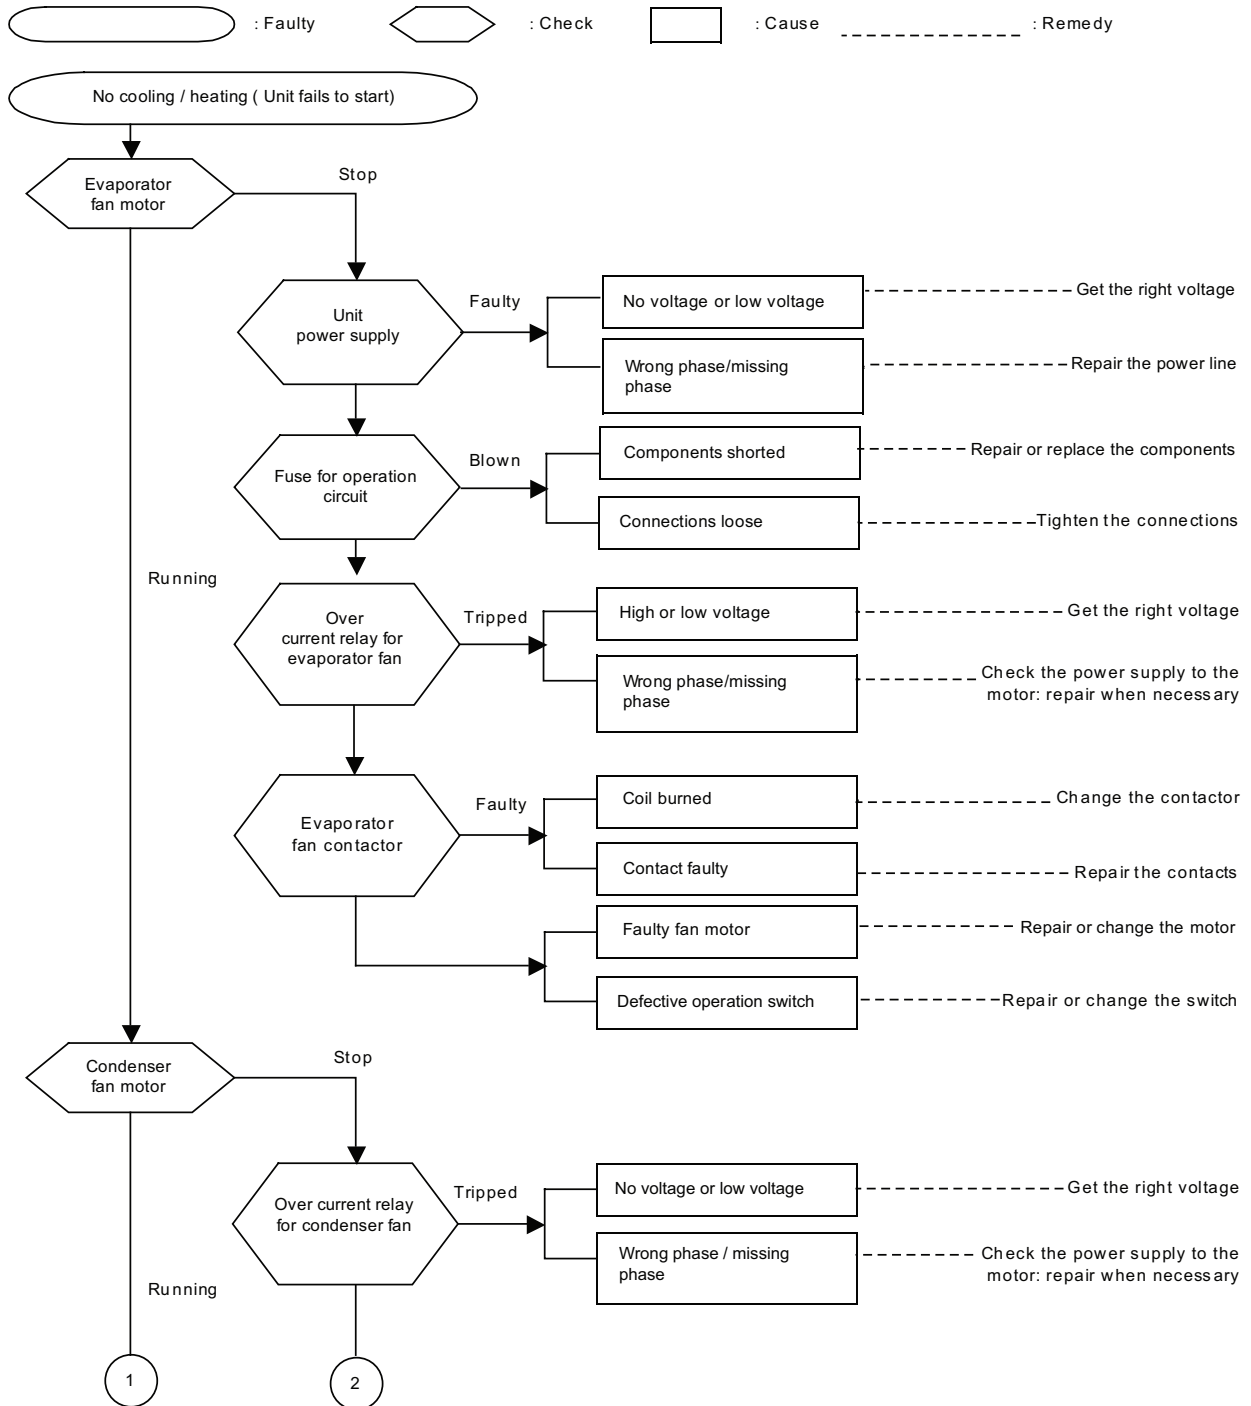 : Faulty
: Check
: Cause
: Remedy
No cooling / heating ( Unit fails to start)
Evaporator
fan motor
Stop
Unit
power supply
Faulty
No voltage or low voltage
Get the right voltage
Wrong phase/missing
phase
Repair the power line
Fuse for operation
circuit
Blown
Components shorted
Repair or replace the components
Connections loose
Tighten the connections
Running
Over
current relay for
evaporator fan
Tripped
High or low voltage
Get the right voltage
Wrong phase/missing
phase
Check the power supply to the
motor: repair when necessary
Evaporator
fan contactor
Faulty
Coil burned
Change the contactor
Contact faulty
Repair the contacts
Faulty fan motor
Repair or change the motor
Defective operation switch
Repair or change the switch
Condenser
fan motor
Stop
Over current relay
for condenser fan
Tripped
No voltage or low voltage
Get the right voltage
Wrong phase / missing
phase
Check the power supply to the
motor: repair when necessary
Running
1
2